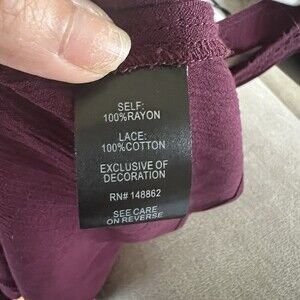 SELF:
100%RAYON
LACE:
100%COTTON
EXCLUSIVE OF
DECORATION
RN# 148862
SEE CARE
ON REVERSE